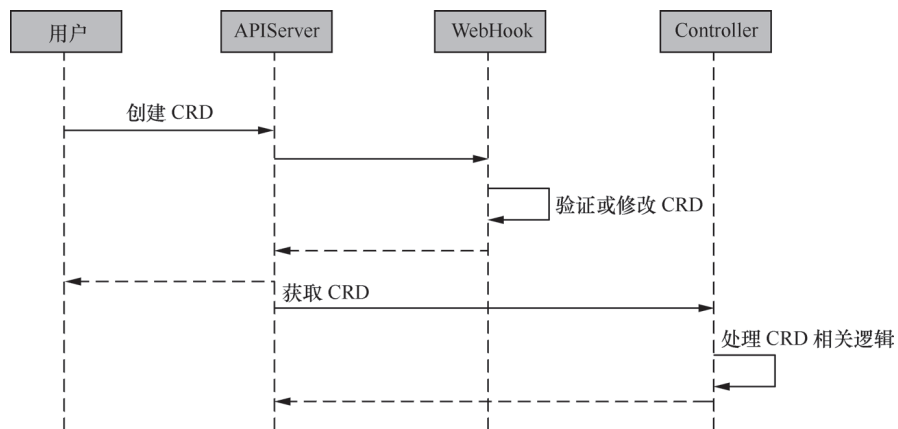 用户
APIServer
WebHook
Controller
创建 CRD
验证或修改 CRD
获取 CRD
处理 CRD 相关逻辑